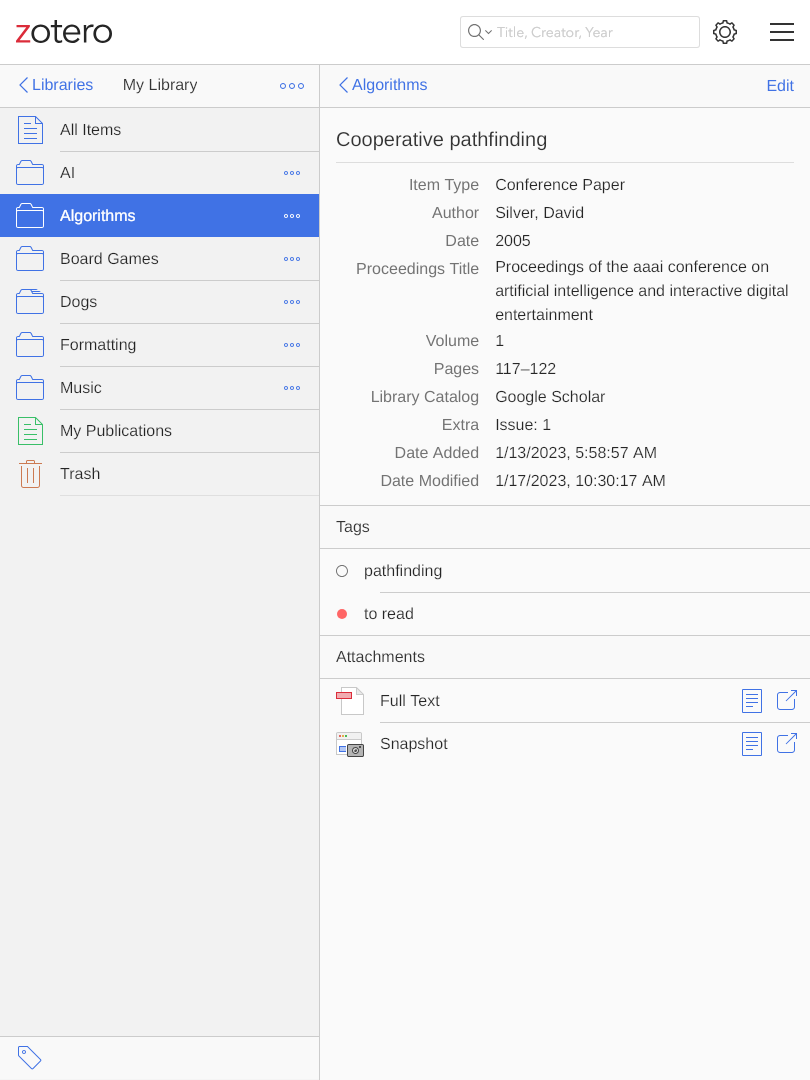 zotero
Title, Creator, Year
Libraries
My Library
All Items
AI
Algorithms
Board Games
Dogs
Formatting
Music
My Publications
Trash
Algorithms
Edit
Cooperative pathfinding
Item Type Conference Paper
Author Silver, David
Date 2005
Proceedings Title Proceedings of the aaai conference on
artificial intelligence and interactive digital
entertainment
Volume 1
Pages 117–122
Library Catalog Google Scholar
Extra Issue: 1
Date Added 1/13/2023, 5:58:57 AM
Date Modified 1/17/2023, 10:30:17 AM
Tags
pathfinding
to read
Attachments
Full Text
Snapshot